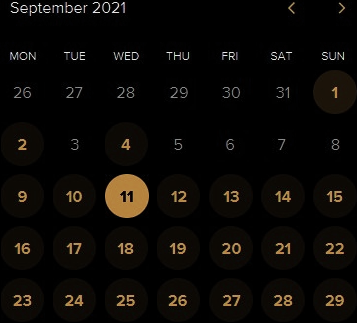 September 2021
MON TUE WED THU FRI SAT SUN
26 27 28 29 30 31 1
2 3 4 5 6 7 8
9 10 11 12 13 14 15
16 17 18 19 20 21 22
23 24 25 26 27 28 29